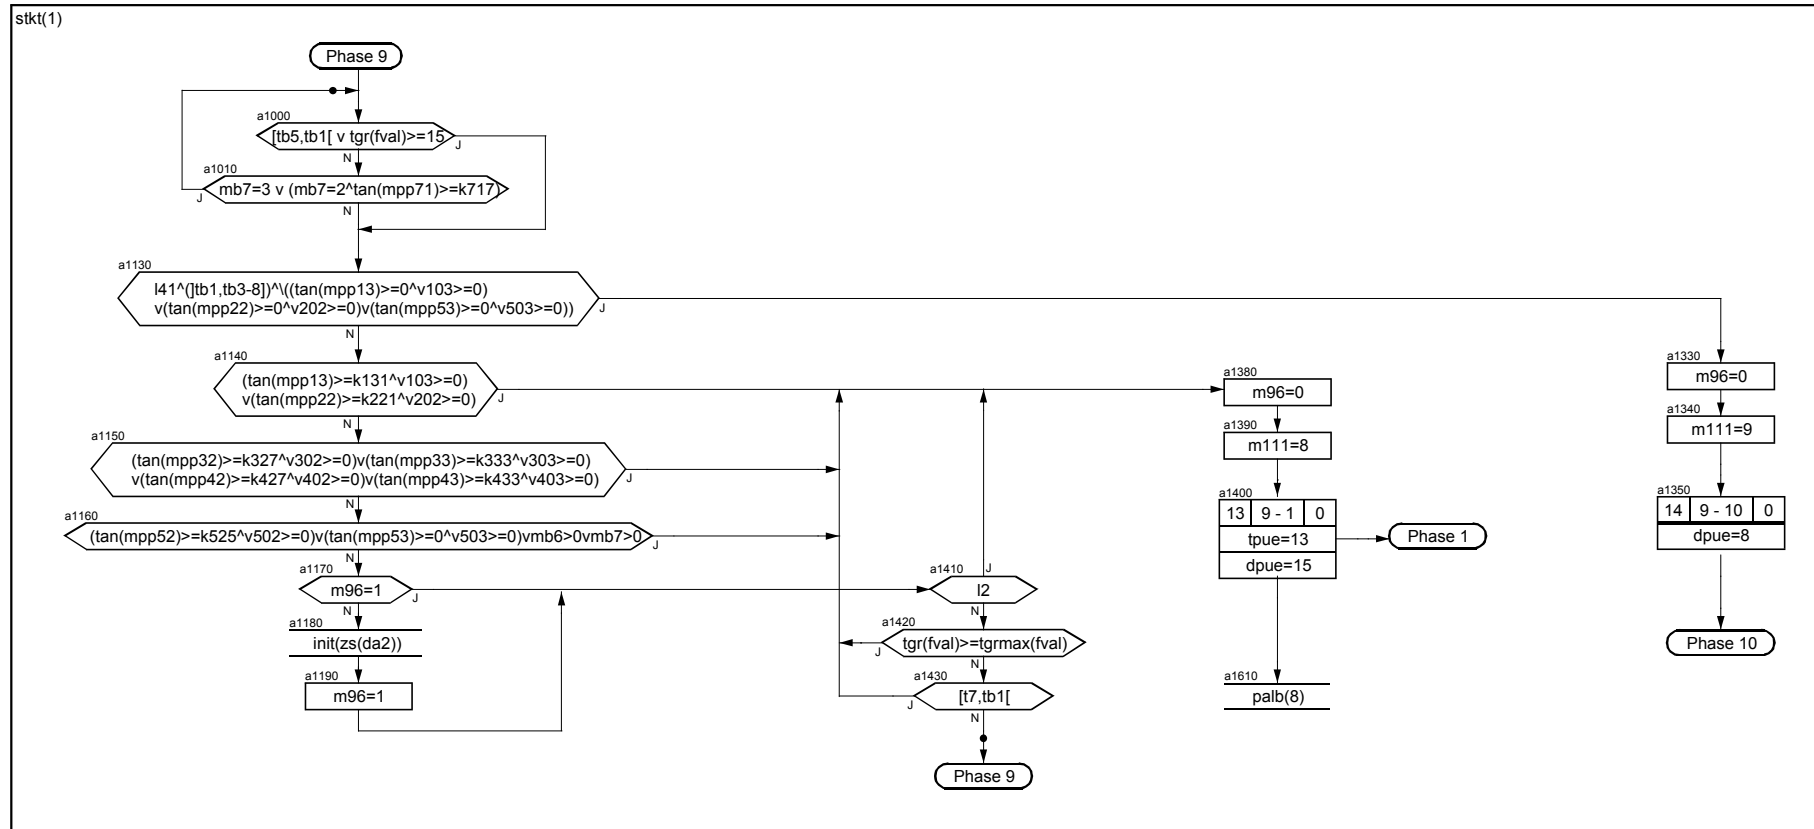 stkt(1)
Phase 9
a1000
[tb5,tb1[ v tgr(fval)>=15
J
N
a1010
mb7=3 v (mb7=2^tan(mpp71)>=k717)
J
N
a1130
l41^(]tb1,tb3-8])^\((tan(mpp13)>=0^v103>=0)
v(tan(mpp22)>=0^v202>=0)v(tan(mpp53)>=0^v503>=0))
J
N
a1140
(tan(mpp13)>=k131^v103>=0)
v(tan(mpp22)>=k221^v202>=0)
J
N
a1150
(tan(mpp32)>=k327^v302>=0)v(tan(mpp33)>=k333^v303>=0)
v(tan(mpp42)>=k427^v402>=0)v(tan(mpp43)>=k433^v403>=0)
J
N
a1160
(tan(mpp52)>=k525^v502>=0)v(tan(mpp53)>=0^v503>=0)vmb6>0vmb7>0
J
N
a1170
m96=1
J
N
a1180
init(zs(da2))
a1190
m96=1
a1410
J
l2
N
a1420
tgr(fval)>=tgrmax(fval)
J
N
a1430
[t7,tb1[
J
N
Phase 9
a1380
m96=0
a1390
m111=8
a1400
13 9 - 1 0
tpue=13
dpue=15
Phase 1
a1610
palb(8)
a1330
m96=0
a1340
m111=9
a1350
14 9 - 10 0
dpue=8
Phase 10